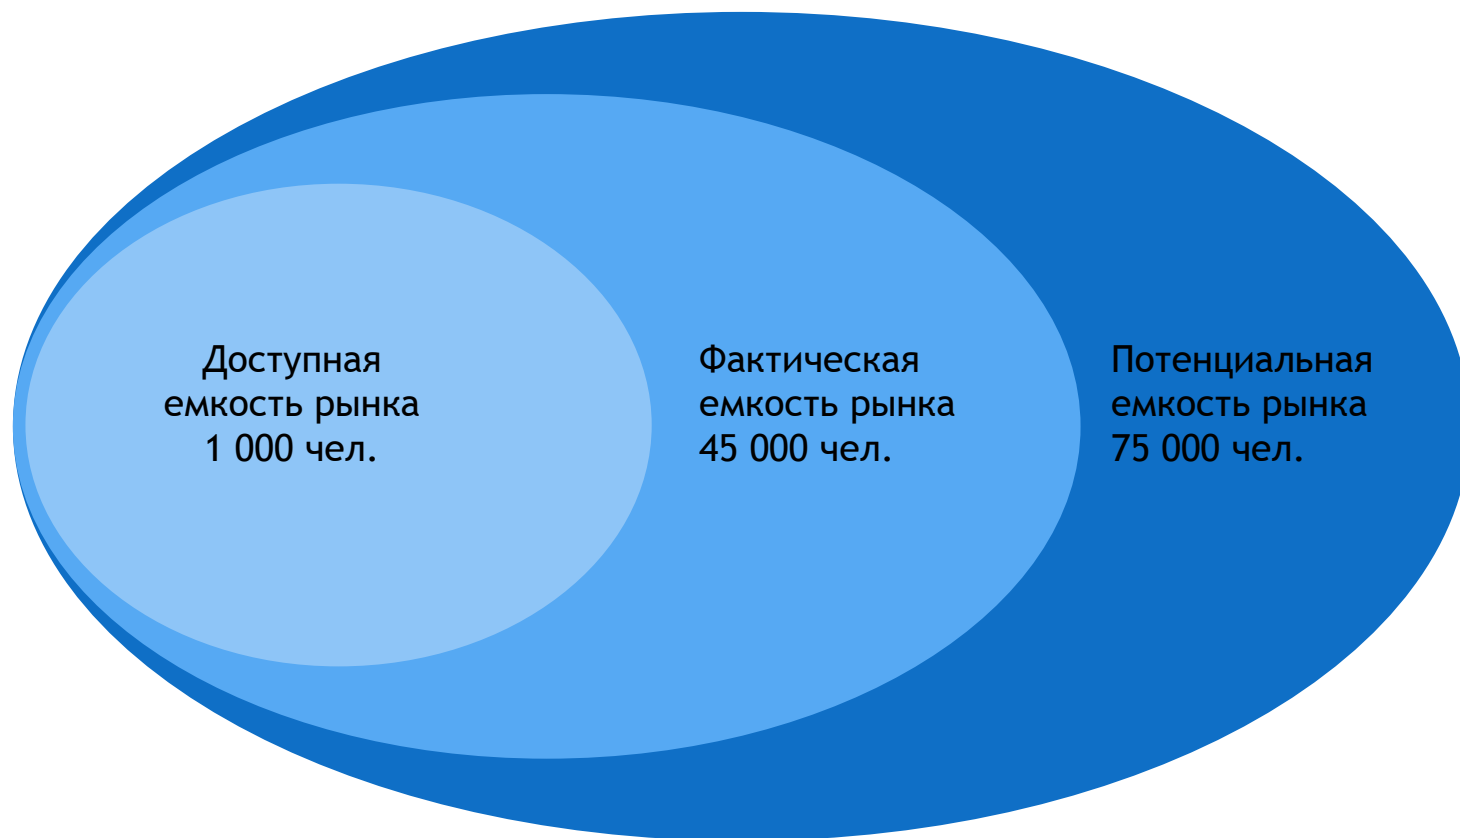 Доступная
емкость рынка
1 000 чел.
Фактическая
емкость рынка
45 000 чел.
Потенциальная
емкость рынка
75 000 чел.